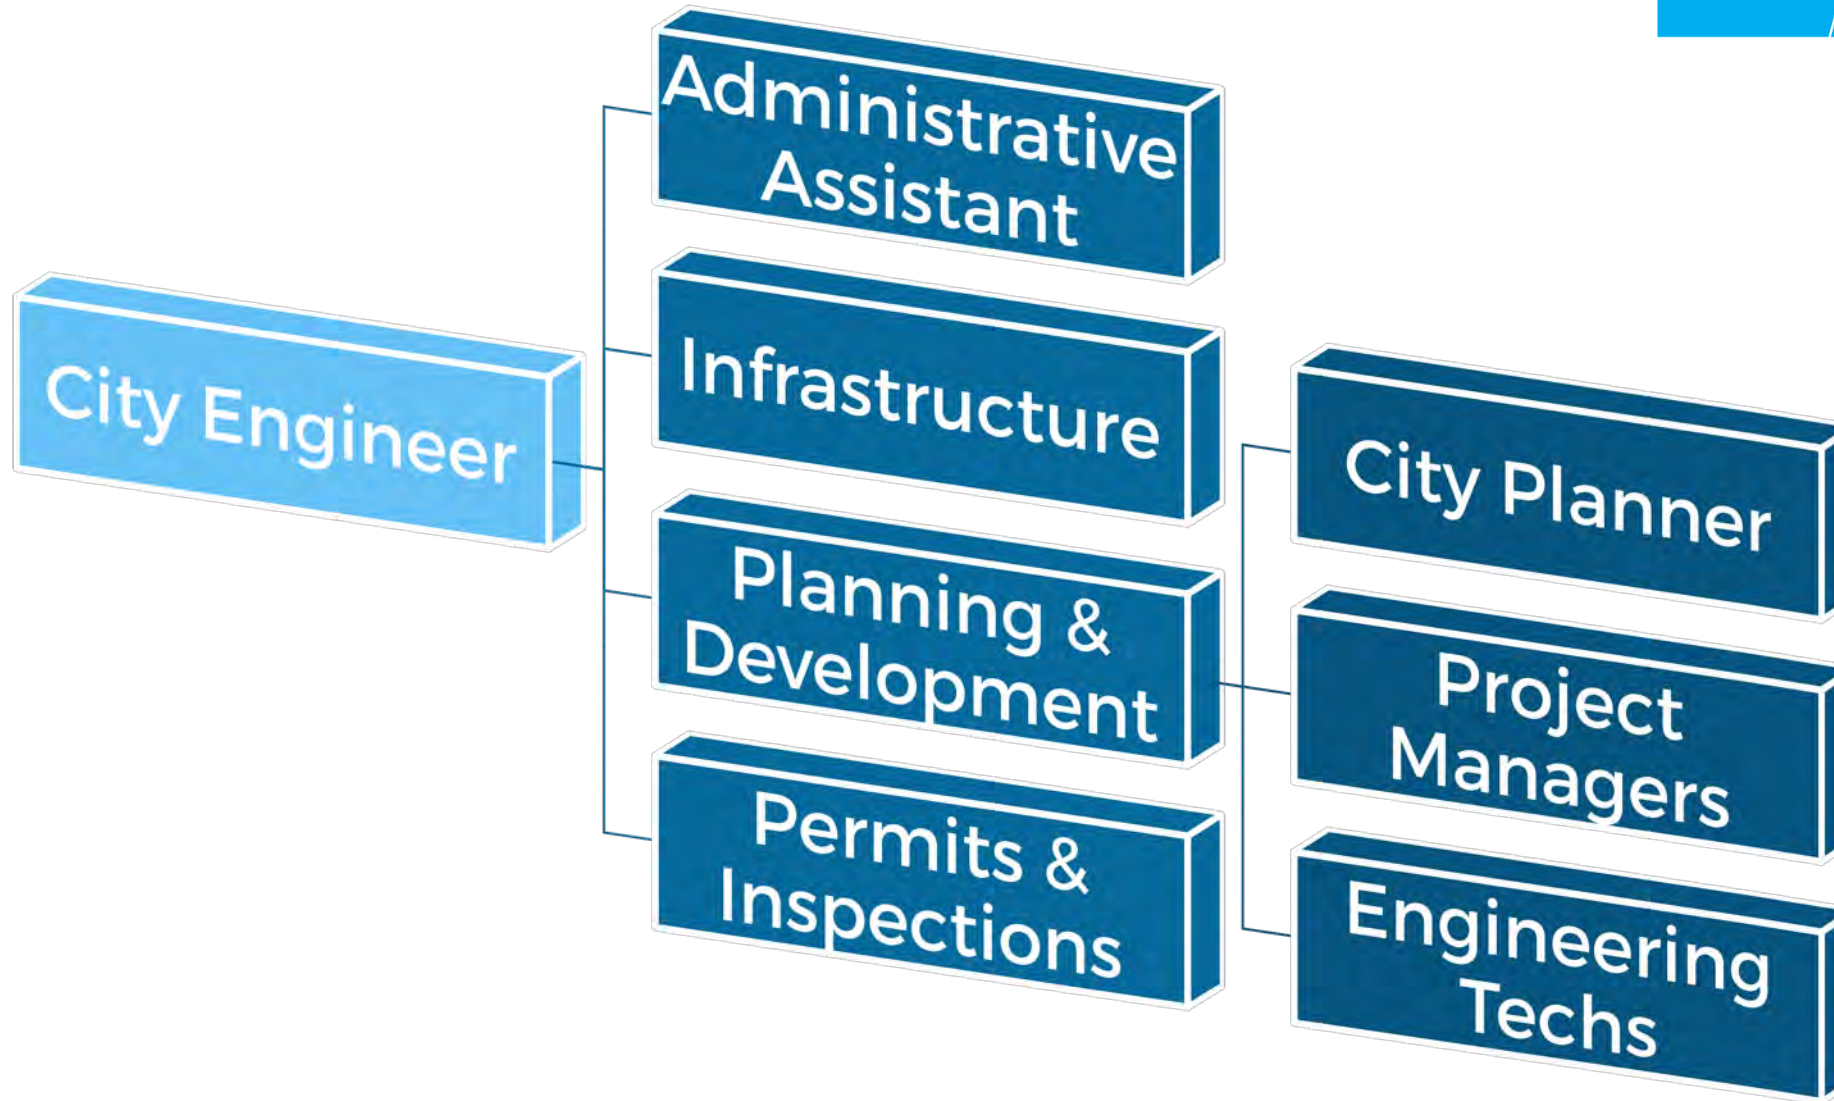 City Engineer
Administrative
Assistant
Infrastructure
Planning &
Development
Permits &
Inspections
City Planner
Project
Managers
Engineering
Techs